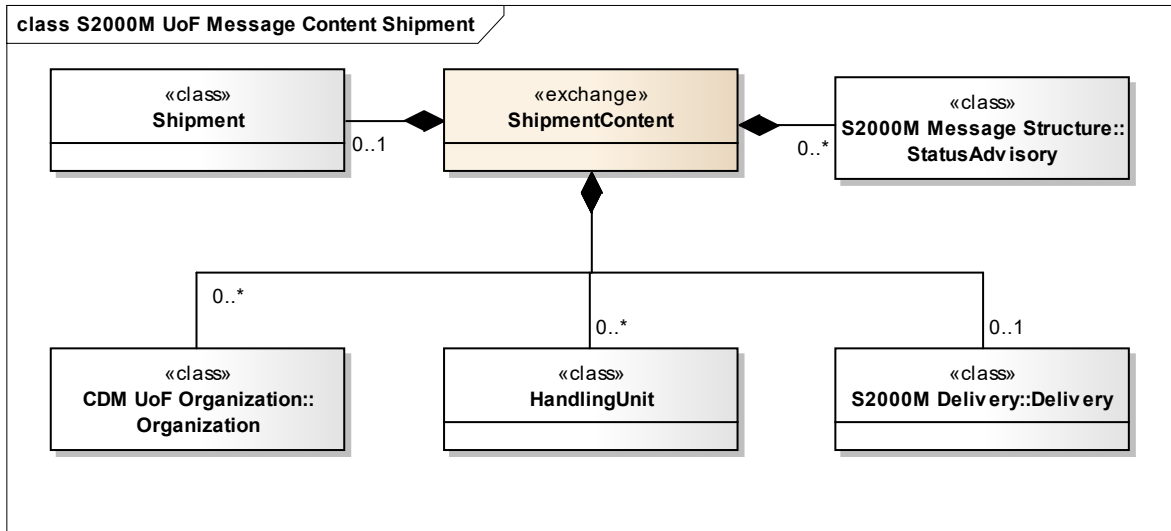 class S2000M UoF Message Content Shipment
«class»
Shipment
«exchange»
ShipmentContent
«class»
S2000M Message Structure::
StatusAdvisory
0..1
0..*
0..*
0..*
0..1
«class»
CDM UoF Organization::
Organization
«class»
HandlingUnit
«class»
S2000M Delivery::Delivery